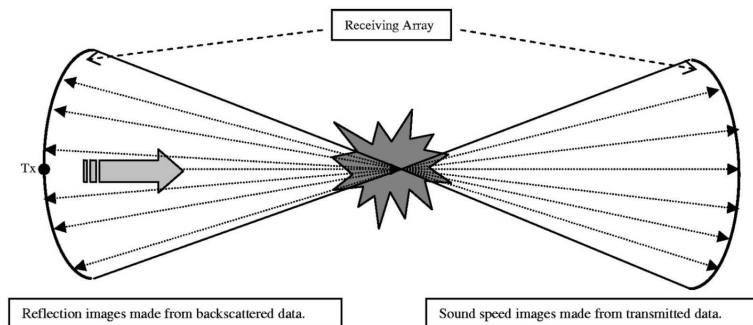 Receiving Array
Tx
Reflection images made from backscattered data.
Sound speed images made from transmitted data.